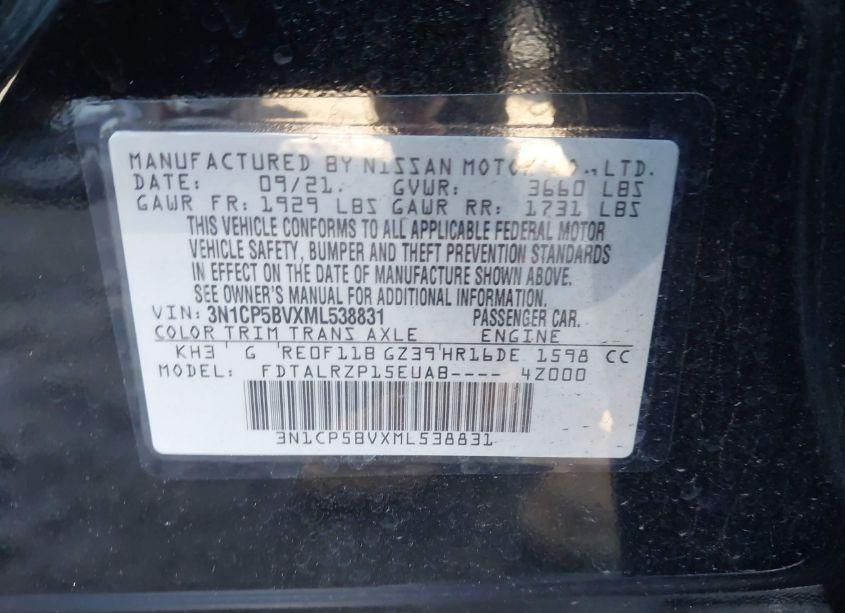 MANUFACTURED BY NISSAN MOTOR CO., LTD.
DATE: 09/21. GVWR: 3660 LBS
GAWR FR: 1929 LBS GAWR RR: 1731 LBS
THIS VEHICLE CONFORMS TO ALL APPLICABLE FEDERAL MOTOR
VEHICLE SAFETY, BUMPER AND THEFT PREVENTION STANDARDS
IN EFFECT ON THE DATE OF MANUFACTURE SHOWN ABOVE.
SEE OWNER'S MANUAL FOR ADDITIONAL INFORMATION
VIN: 3N1CP5BVXML538831 PASSENGER CAR.
COLOR TRIM TRANS AXLE ENGINE
KH3 G RE0F11B GZ39 HR16DE 1598 CC
MODEL: FDTALRZP15EUAB---- 4Z000
3N1CP5BVXML538831